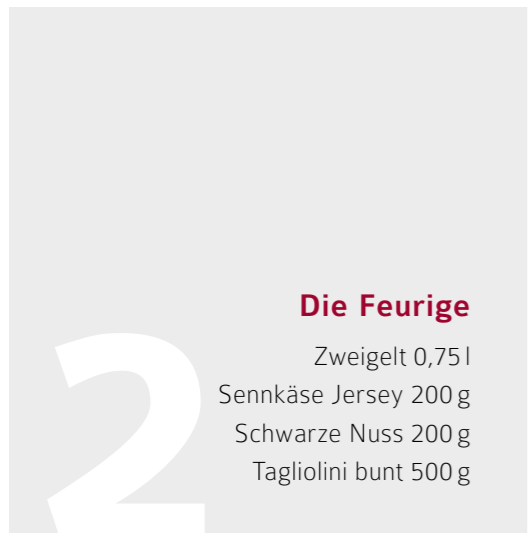 2
Die Feurige
Zweigelt 0,75 l
Sennkäse Jersey 200 g
Schwarze Nuss 200 g
Tagliolini bunt 500 g